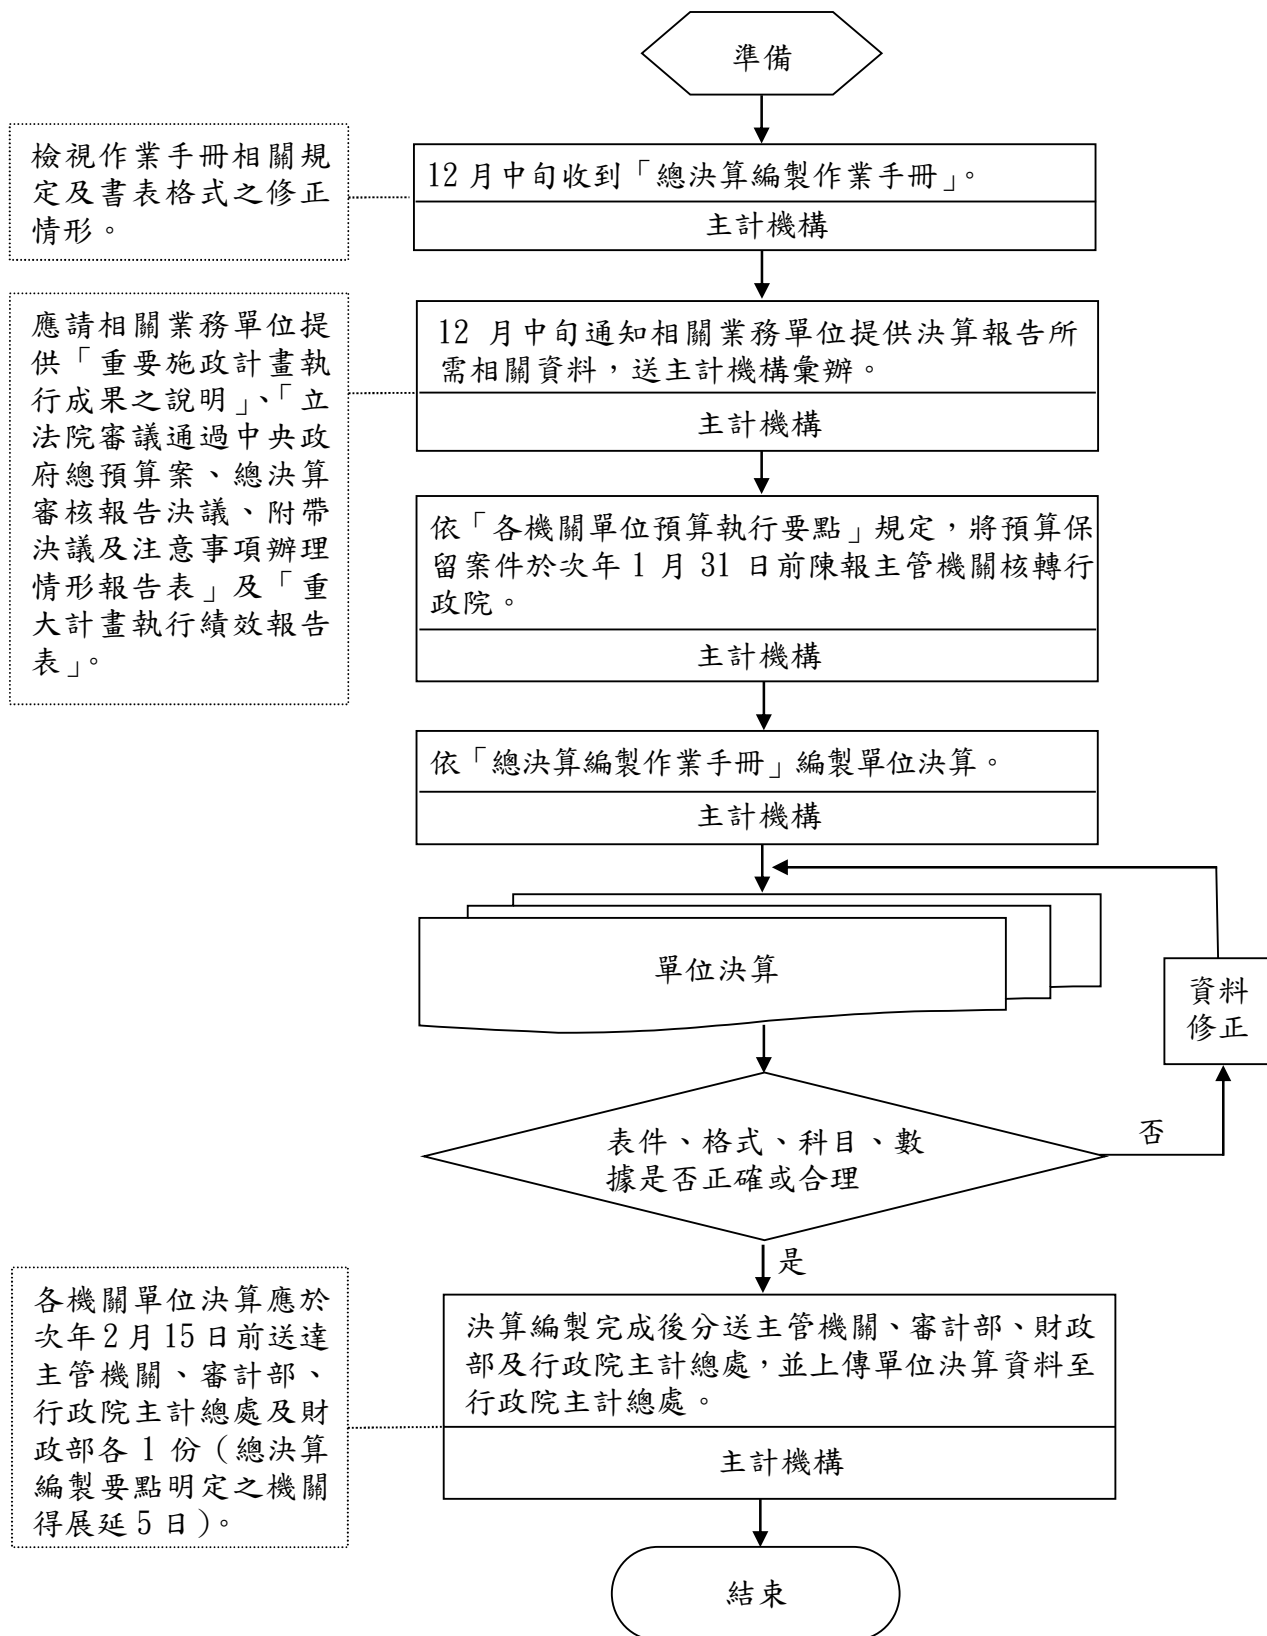 準備
檢視作業手冊相關規
定及書表格式之修正
情形。
12 月中旬收到「總決算編製作業手冊」。
主計機構
應請相關業務單位提
供「重要施政計畫執
行成果之說明」、「立
法院審議通過中央政
府總預算案、總決算
審核報告決議、附帶
決議及注意事項辦理
情形報告表」及「重
大計畫執行績效報告
表」。
12 月中旬通知相關業務單位提供決算報告所
需相關資料，送主計機構彙辦。
主計機構
依「各機關單位預算執行要點」規定，將預算保
留案件於次年 1 月 31 日前陳報主管機關核轉行
政院。
主計機構
依「總決算編製作業手冊」編製單位決算。
主計機構
單位決算
資料
修正
表件、格式、科目、數
據是否正確或合理
否
是
各機關單位決算應於
次年 2 月 15 日前送達
主管機關、審計部、
行政院主計總處及財
政部各 1 份（總決算
編製要點明定之機關
得展延 5 日）。
決算編製完成後分送主管機關、審計部、財政
部及行政院主計總處，並上傳單位決算資料至
行政院主計總處。
主計機構
結束